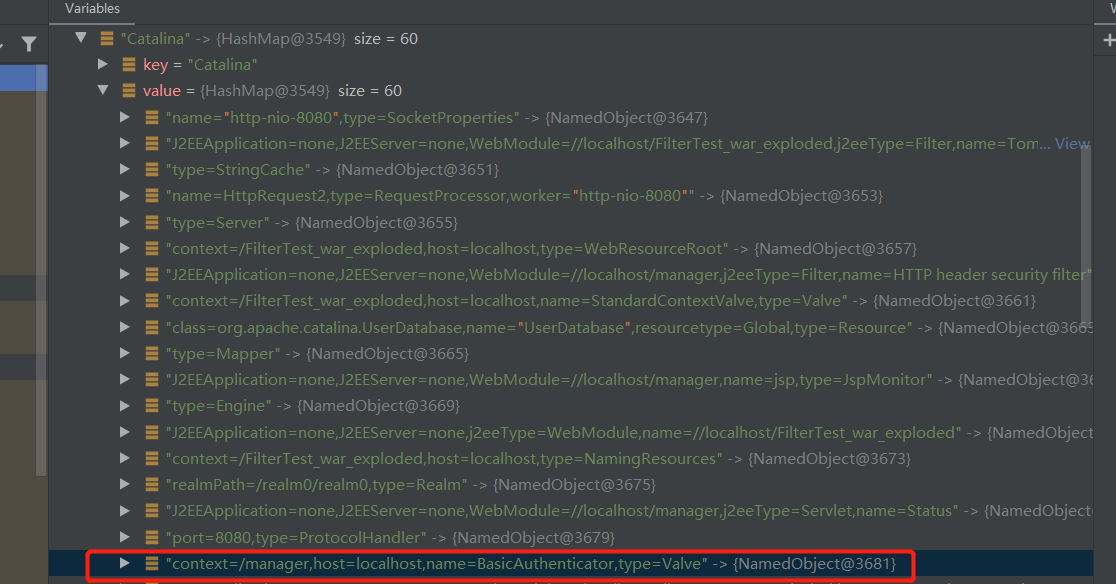 Variables
"Catalina" -> {HashMap@3549} size = 60
key = "Catalina"
value = {HashMap@3549} size = 60
"name="http-nio-8080",type=SocketProperties" -> {NamedObject@3647}
"J2EEApplication=none,J2EEServer=none,WebModule=//localhost/FilterTest_war_exploded,j2eeType=Filter,name=Tom... View
"type=StringCache" -> {NamedObject@3651}
"name=HttpRequest2,type=RequestProcessor,worker="http-nio-8080"" -> {NamedObject@3653}
"type=Server" -> {NamedObject@3655}
"context=/FilterTest_war_exploded,host=localhost,type=WebResourceRoot" -> {NamedObject@3657}
"J2EEApplication=none,J2EEServer=none,WebModule=//localhost/manager,j2eeType=Filter,name=HTTP header security filter"
"context=/FilterTest_war_exploded,host=localhost,name=StandardContextValve,type=Valve" -> {NamedObject@3661}
"class=org.apache.catalina.UserDatabase,name="UserDatabase",resourcetype=Global,type=Resource" -> {NamedObject@3663
"type=Mapper" -> {NamedObject@3665}
"J2EEApplication=none,J2EEServer=none,WebModule=//localhost/manager,name=jsp,type=JspMonitor" -> {NamedObject@36
"type=Engine" -> {NamedObject@3669}
"J2EEApplication=none,J2EEServer=none,j2eeType=WebModule,name=//localhost/FilterTest_war_exploded" -> {NamedObject
"context=/FilterTest_war_exploded,host=localhost,type=NamingResources" -> {NamedObject@3673}
"realmPath=/realm0/realm0,type=Realm" -> {NamedObject@3675}
"J2EEApplication=none,J2EEServer=none,WebModule=//localhost/manager,j2eeType=Servlet,name=Status" -> {NamedObject
"port=8080,type=ProtocolHandler" -> {NamedObject@3679}
"context=/manager,host=localhost,name=BasicAuthenticator,type=Valve" -> {NamedObject@3681}